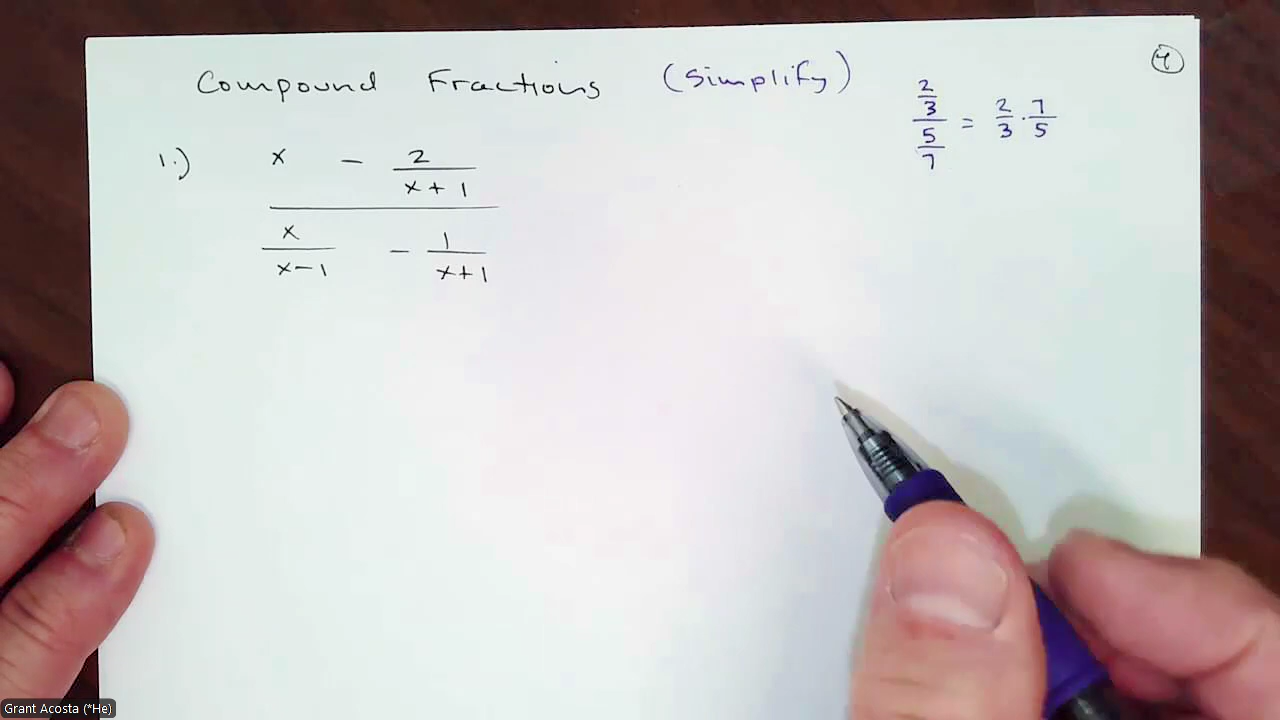 Compound Fractions (Simplify)
4
2/3 / 5/7 = 2/3 · 7/5
1.) x - 2/x+1
x/x-1 - 1/x+1
Grant Acosta (*He)